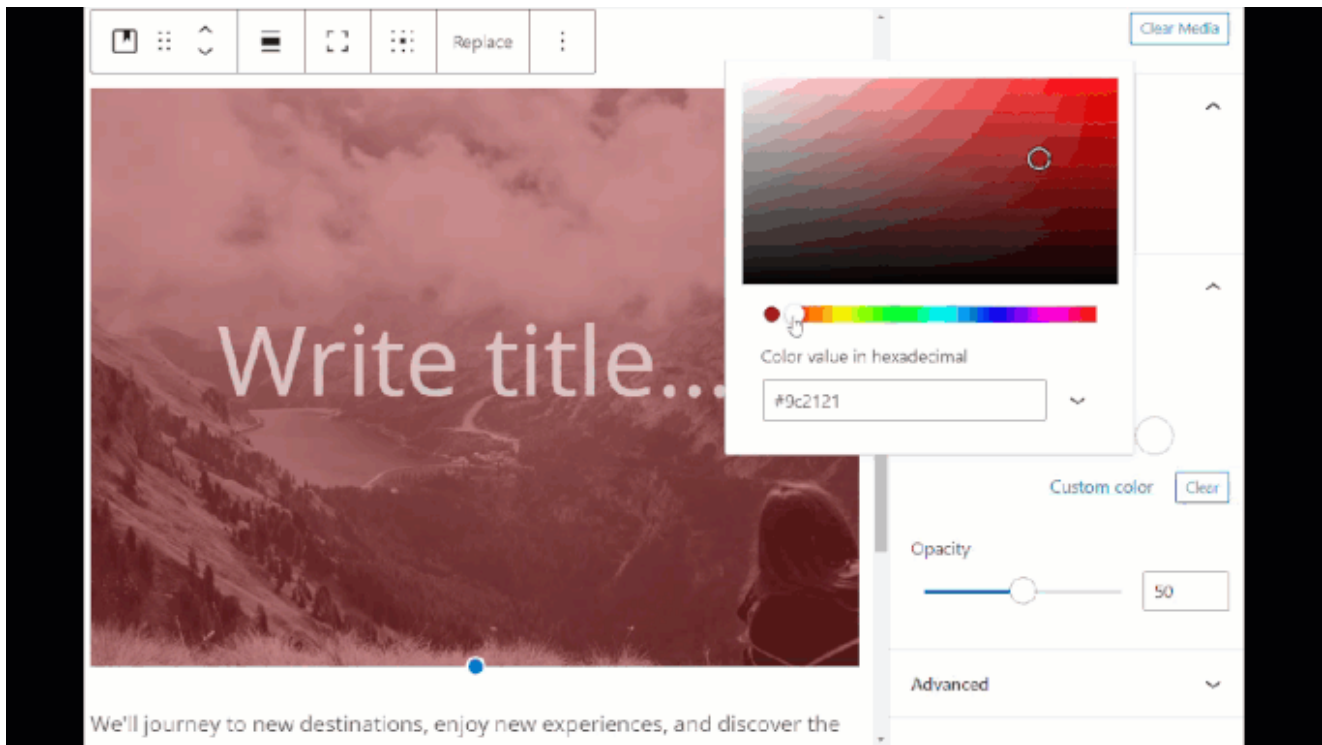 Replace
Clear Media
Write title...
Color value in hexadecimal
#9c2121
Custom color
Clear
Opacity
50
Advanced
We'll journey to new destinations, enjoy new experiences, and discover the